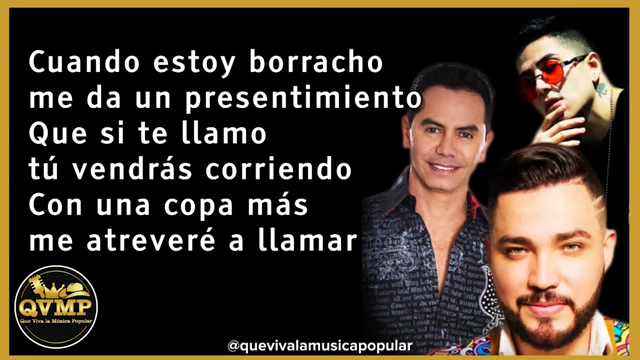 Cuando estoy borracho
me da un presentimiento
Que si te llamo
tú vendrás corriendo
Con una copa más
me atreveré a llamar
QVMP
Que Viva la Música Popular
@quevivalamusicapopular